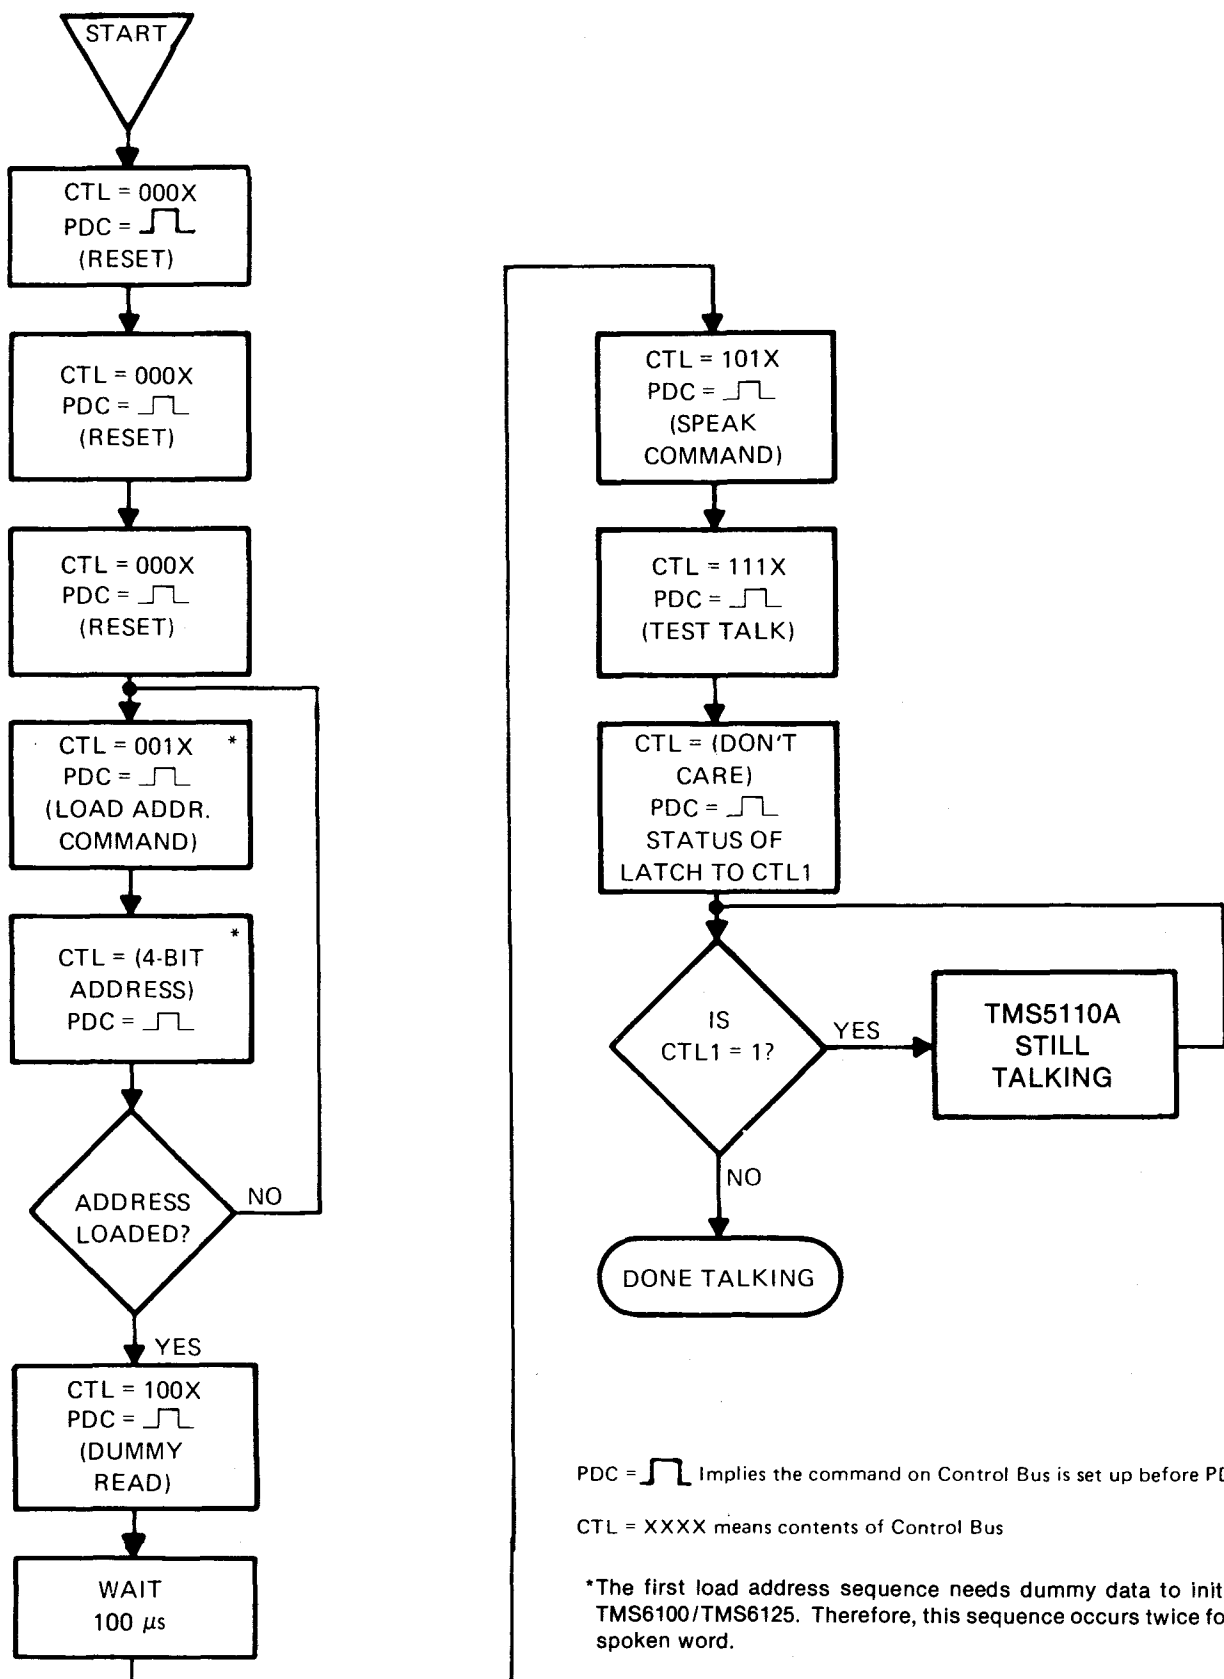 START
CTL = 000X
PDC =
(RESET)
CTL = 000X
PDC =
(RESET)
CTL = 000X
PDC =
(RESET)
CTL = 001X *
PDC =
(LOAD ADDR.
COMMAND)
*
CTL = (4-BIT
ADDRESS)
PDC =
ADDRESS
LOADED?
NO
YES
CTL = 100X
PDC =
(DUMMY
READ)
WAIT
100 μs
CTL = 101X
PDC =
(SPEAK
COMMAND)
CTL = 111X
PDC =
(TEST TALK)
CTL = (DON'T
CARE)
PDC =
STATUS OF
LATCH TO CTL1
IS
CTL1 = 1?
YES
TMS5110A
STILL
TALKING
NO
DONE TALKING
PDC = Implies the command on Control Bus is set up before
CTL = XXXX means contents of Control Bus
*The first load address sequence needs dummy data to
TMS6100/TMS6125. Therefore, this sequence occurs twice
spoken word.